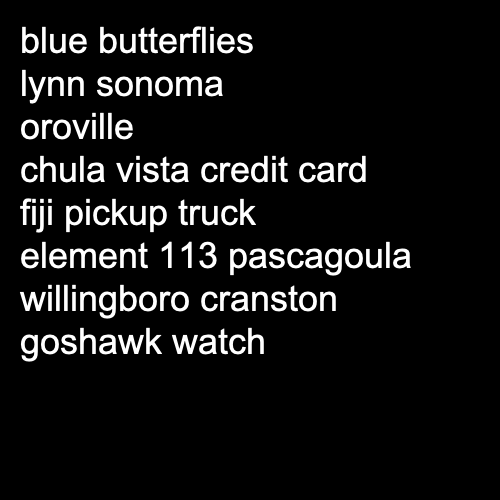 blue butterflies
lynn sonoma
oroville
chula vista credit card
fiji pickup truck
element 113 pascagoula
willingboro cranston
goshawk watch